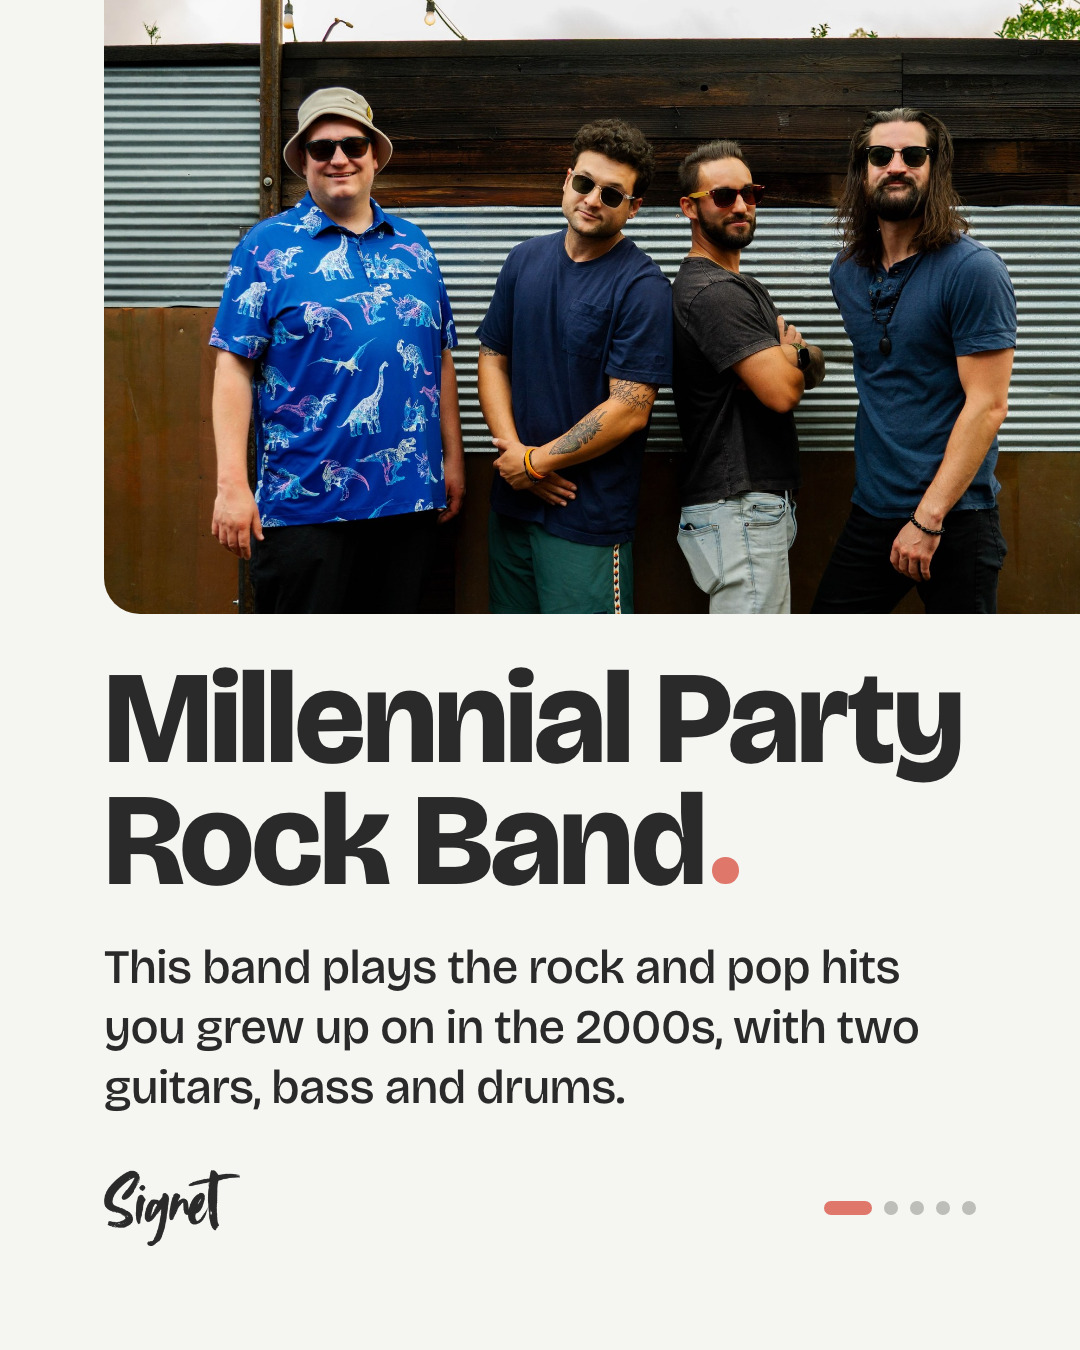 Millennial Party
Rock Band.
This band plays the rock and pop hits
you grew up on in the 2000s, with two
guitars, bass and drums.
Signet